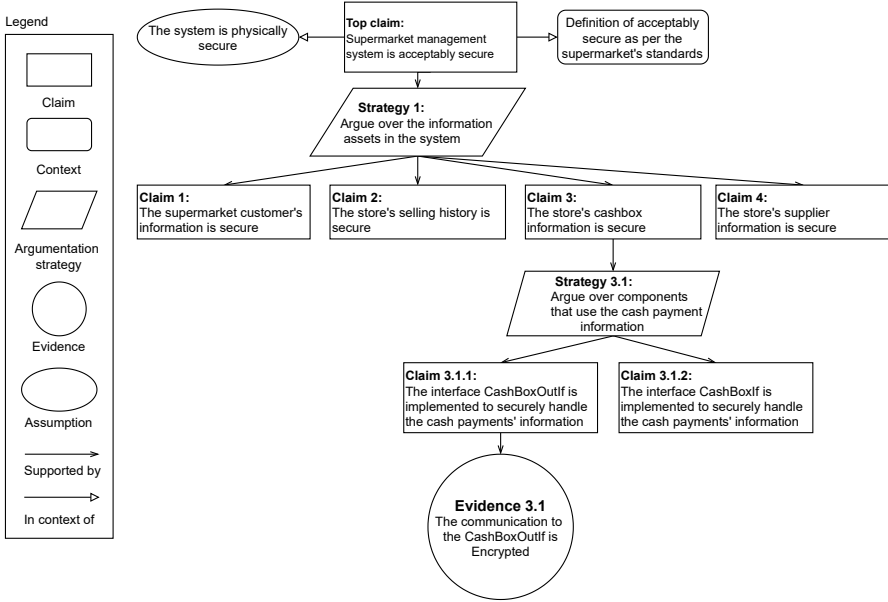 Legend
Claim
Context
Argumentation
strategy
Evidence
Assumption
Supported by
In context of
The system is physically
secure
Top claim:
Supermarket management
system is acceptably secure
Definition of acceptably
secure as per the
supermarket's standards
Strategy 1:
Argue over the information
assets in the system
Claim 1:
The supermarket customer's
information is secure
Claim 2:
The store's selling history is
secure
Claim 3:
The store's cashbox
information is secure
Claim 4:
The store's supplier
information is secure
Strategy 3.1:
Argue over components
that use the cash payment
information
Claim 3.1.1:
The interface CashBoxOutIf is
implemented to securely handle
the cash payments' information
Claim 3.1.2:
The interface CashBoxIf is
implemented to securely handle
the cash payments' information
Evidence 3.1
The communication to
the CashBoxOutIf is
Encrypted